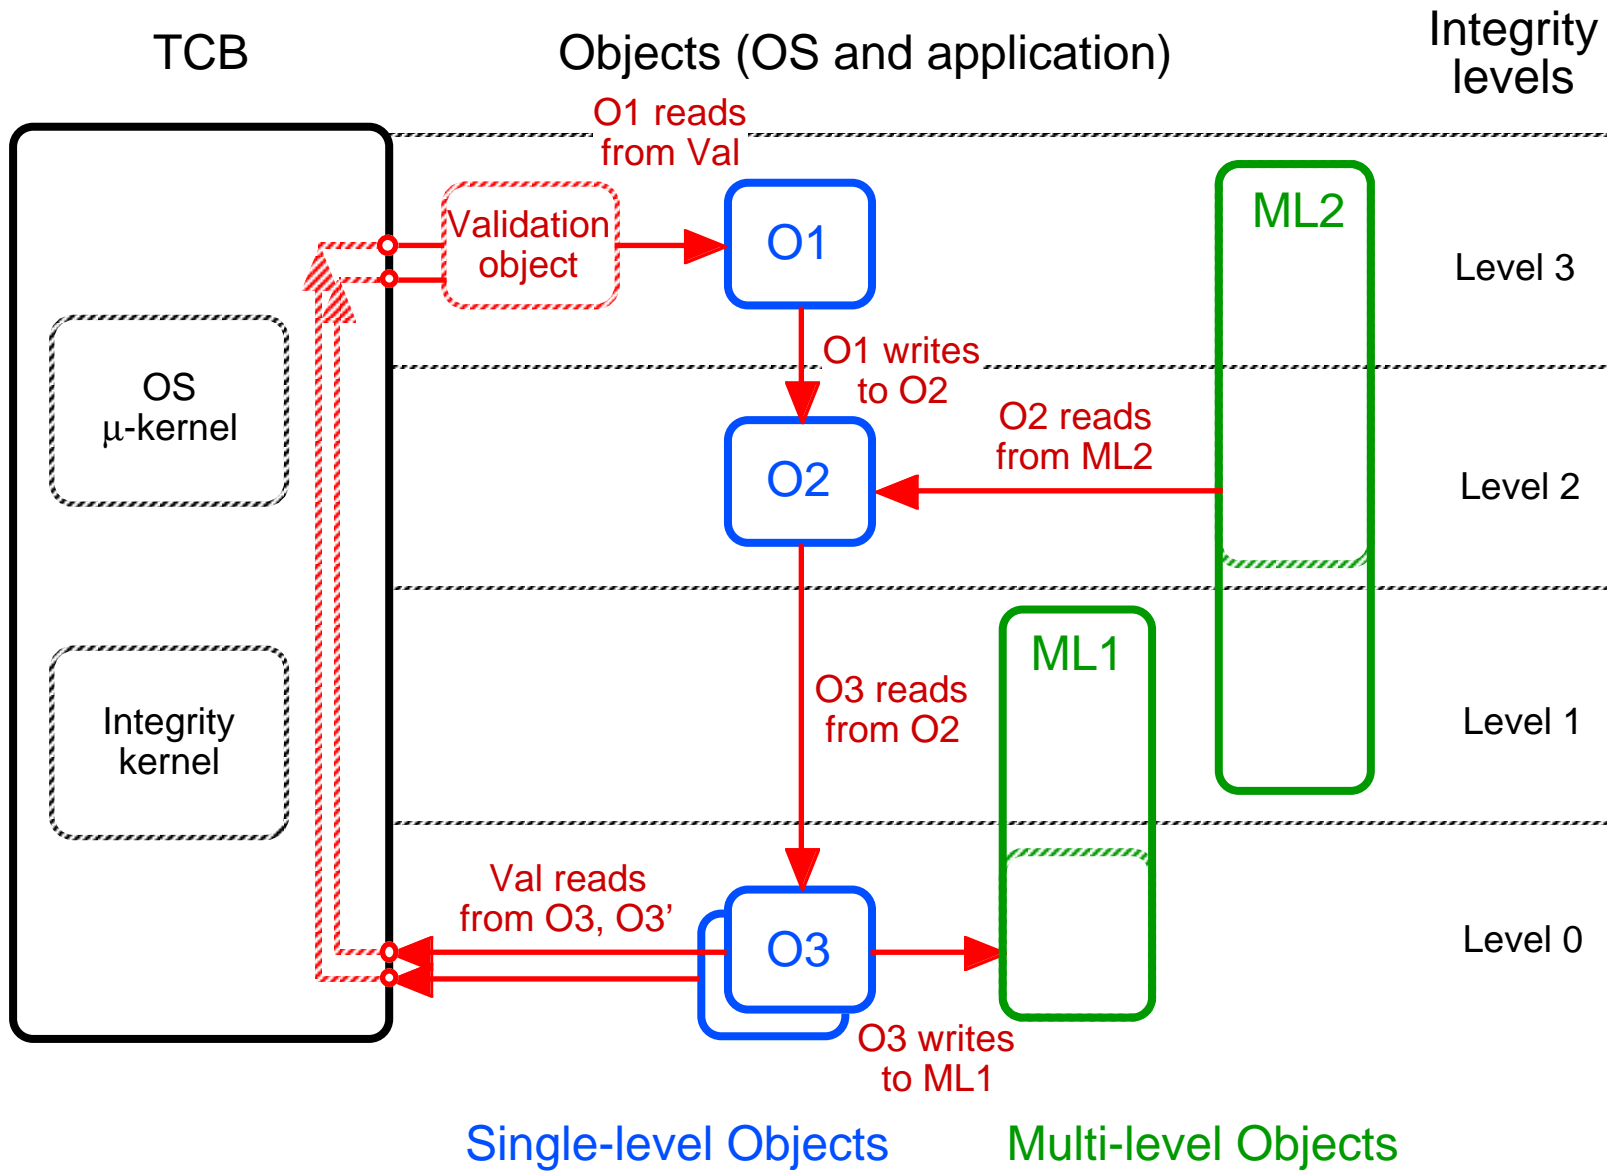 TCB
Objects (OS and application)
Integrity
levels
O1 reads
from Val
Validation
object
O1
ML2
Level 3
O1 writes
to O2
OS
μ-kernel
O2 reads
from ML2
O2
Level 2
ML1
O3 reads
from O2
Integrity
kernel
Level 1
Val reads
from O3, O3’
O3
Level 0
O3 writes
to ML1
Single-level Objects
Multi-level Objects